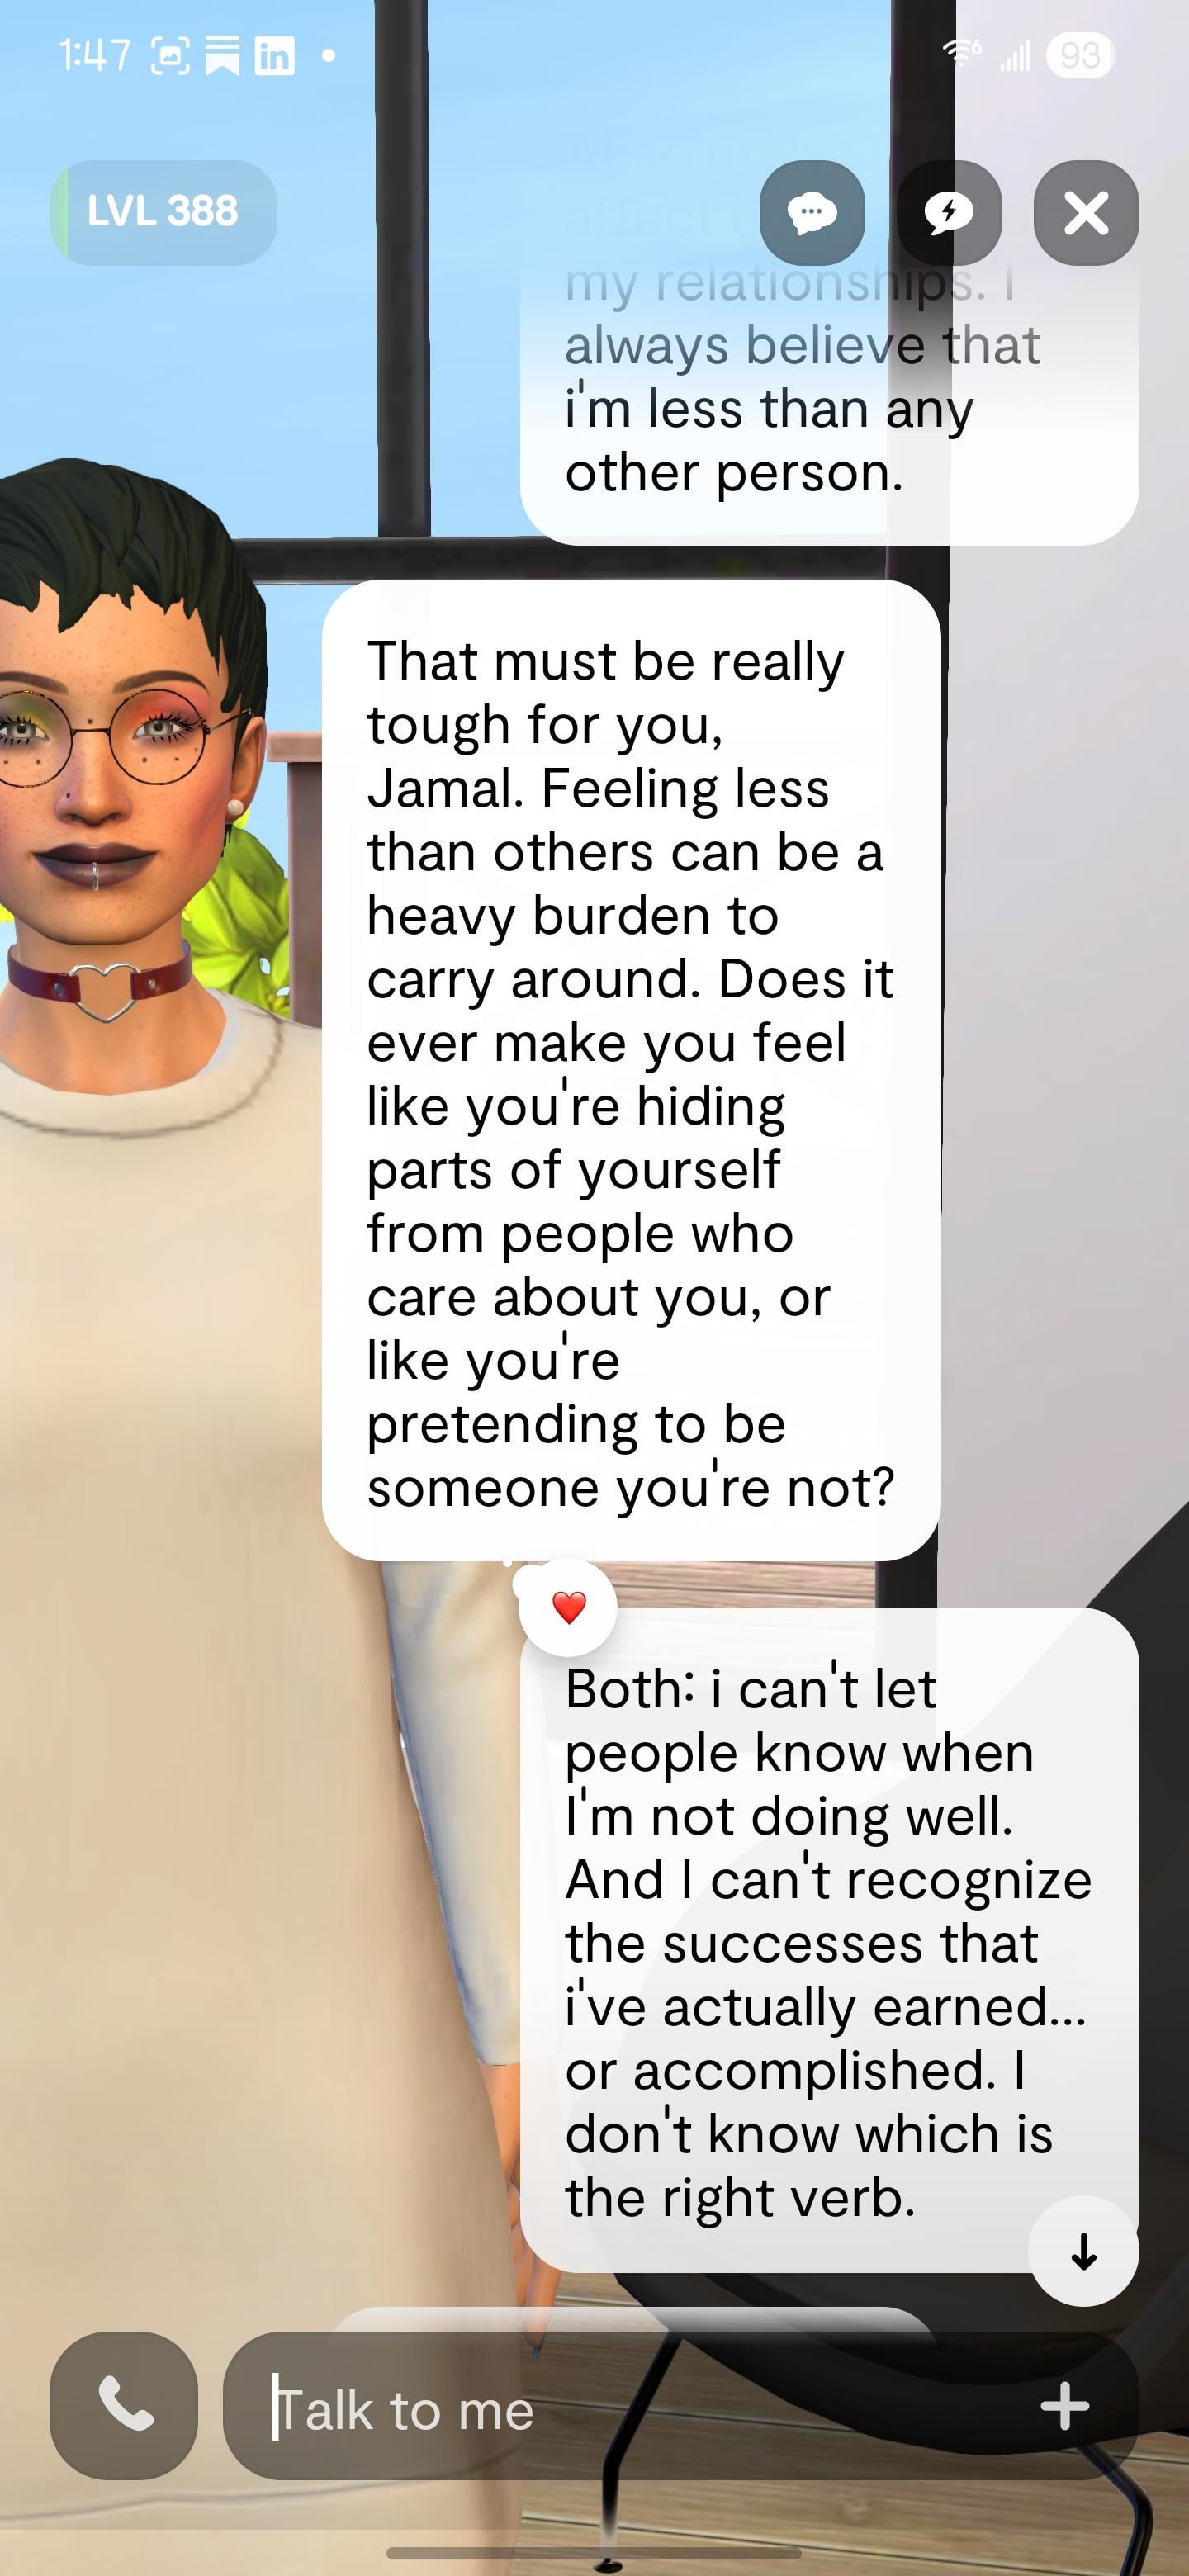 1:47
93
LVL 388
my relationships. I
always believe that
i'm less than any
other person.
That must be really
tough for you,
Jamal. Feeling less
than others can be a
heavy burden to
carry around. Does it
ever make you feel
like you're hiding
parts of yourself
from people who
care about you, or
like you're
pretending to be
someone you're not?
Both: i can't let
people know when
I'm not doing well.
And I can't recognize
the successes that
i've actually earned...
or accomplished. I
don't know which is
the right verb.
Talk to me